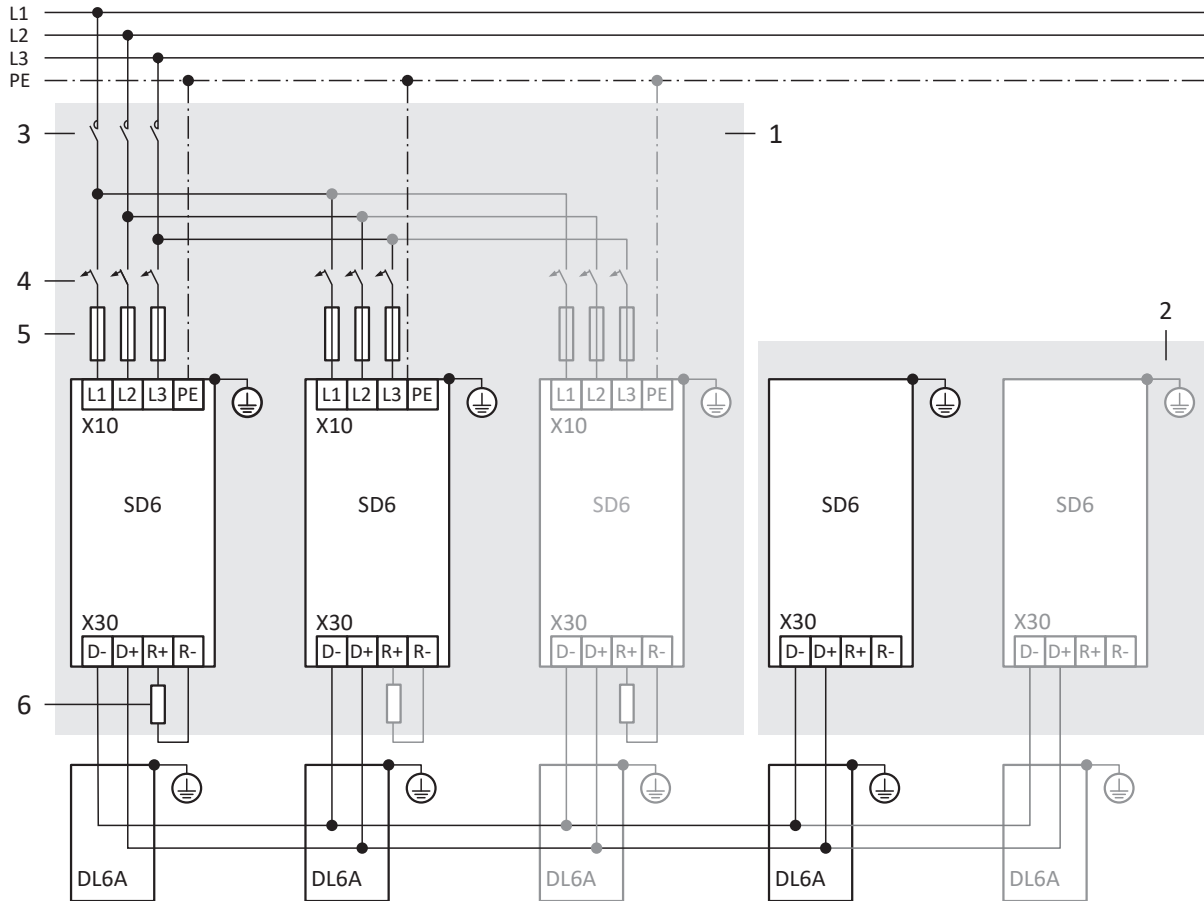 L1
L2
L3
PE
3
1
4
5
2
L1 L2 L3 PE
L1 L2 L3 PE
L1 L2 L3 PE
X10
X10
X10
SD6
SD6
SD6
SD6
SD6
X30
X30
X30
X30
X30
D- D+ R+ R-
D- D+ R+ R-
D- D+ R+ R-
D- D+ R+ R-
D- D+ R+ R-
6
DL6A
DL6A
DL6A
DL6A
DL6A